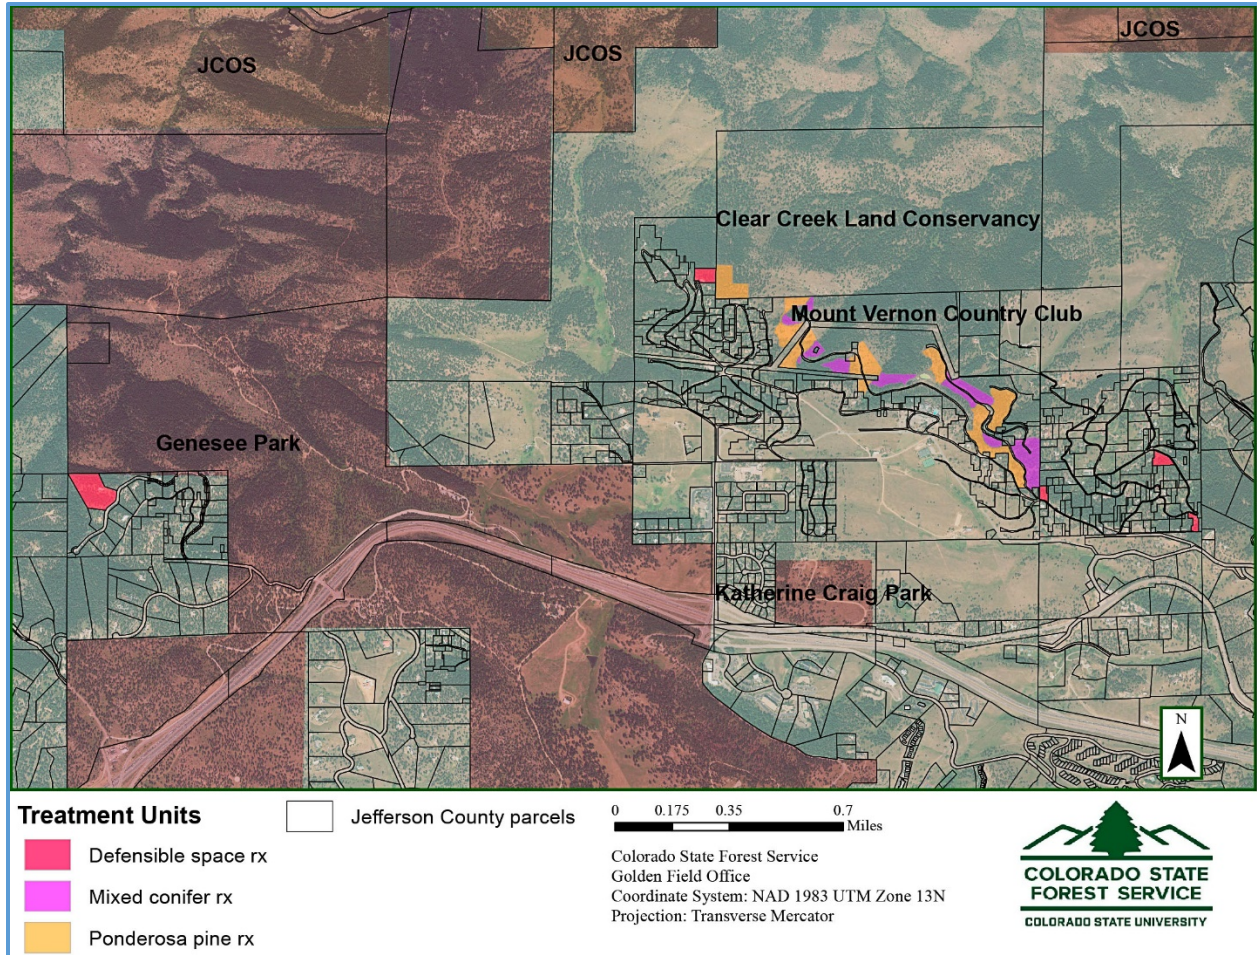 JCOS
JCOS
JCOS
Clear Creek Land Conservancy
Mount Vernon Country Club
Genesee Park
Katherine Craig Park
N
Treatment Units
Defensible space rx
Mixed conifer rx
Ponderosa pine rx
Jefferson County parcels
0 0.175 0.35 0.7
Miles
Colorado State Forest Service
Golden Field Office
Coordinate System: NAD 1983 UTM Zone 13N
Projection: Transverse Mercator
COLORADO STATE
FOREST SERVICE
COLORADO STATE UNIVERSITY